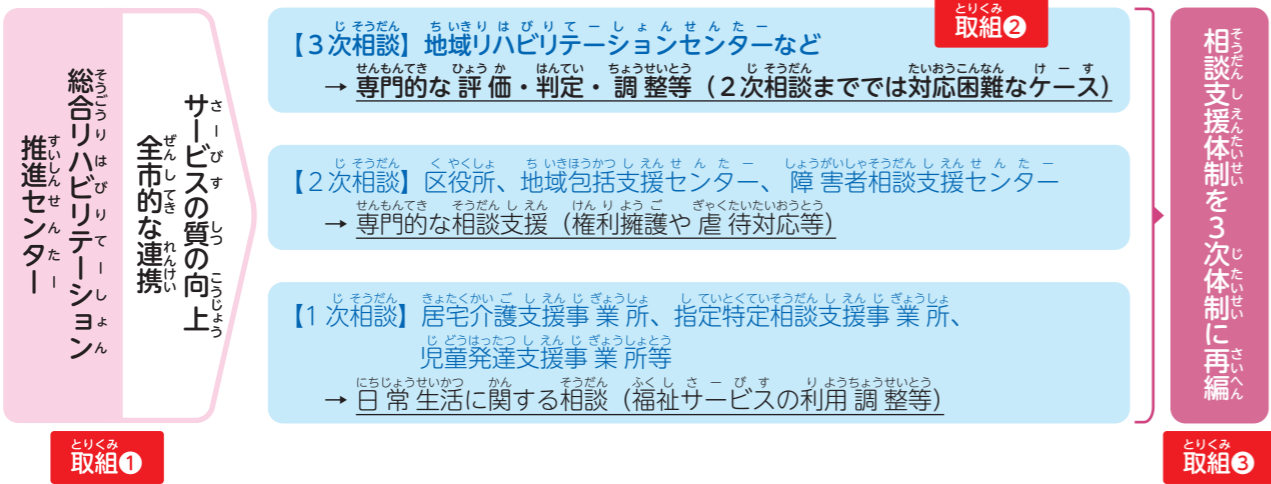 総合リハビリテーション
推進センター
サービスの質の向上
全市的な連携
取組❶
取組❷
【３次相談】地域リハビリテーションセンターなど
→ 専門的な評価・判定・調整等（２次相談まででは対応困難なケース）
【２次相談】区役所、地域包括支援センター、障害者相談支援センター
→ 専門的な相談支援（権利擁護や虐待対応等）
【1次相談】居宅介護支援事業所、指定特定相談支援事業所、
児童発達支援事業所等
→ 日常生活に関する相談（福祉サービスの利用調整等）
相談支援体制を３次体制に再編
取組❸